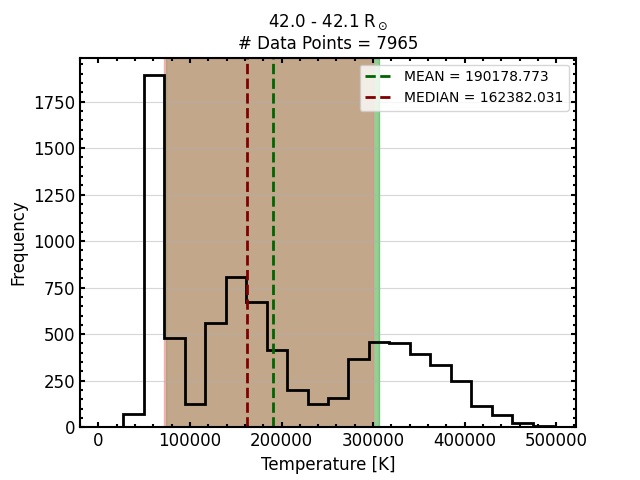 42.0 - 42.1 R⊙
# Data Points = 7965
MEAN = 190178.773
MEDIAN = 162382.031
Frequency
1750
1500
1250
1000
750
500
250
0
0 100000 200000 300000 400000 500000
Temperature [K]